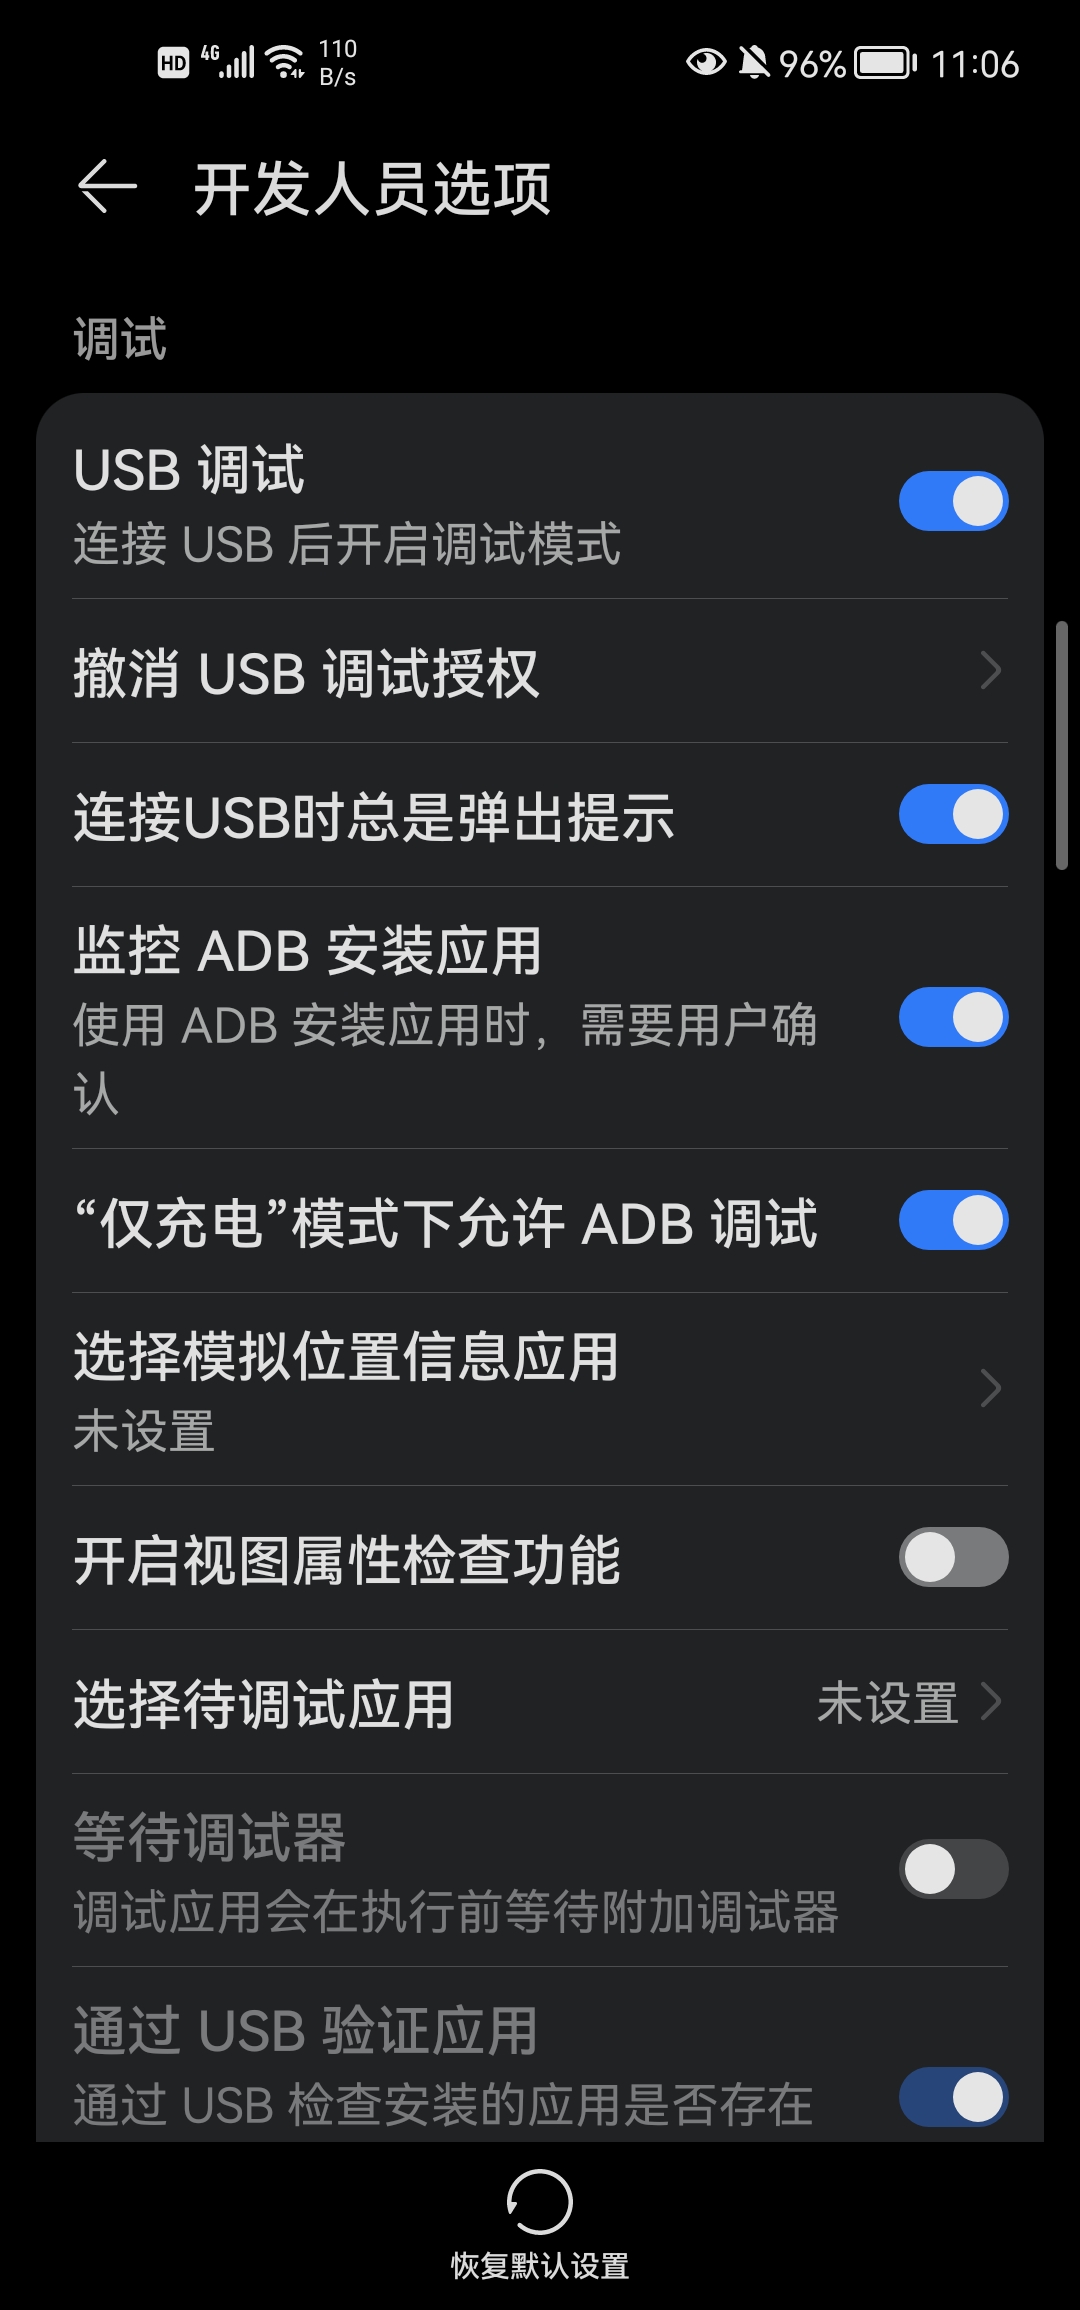 HD 4G 110 B/s 96% 11:06
开发人员选项
调试
USB 调试
连接 USB 后开启调试模式
撤消 USB 调试授权
连接USB时总是弹出提示
监控 ADB 安装应用
使用 ADB 安装应用时，需要用户确
认
“仅充电”模式下允许 ADB 调试
选择模拟位置信息应用
未设置
开启视图属性检查功能
选择待调试应用 未设置
等待调试器
调试应用会在执行前等待附加调试器
通过 USB 验证应用
通过 USB 检查安装的应用是否存在
恢复默认设置